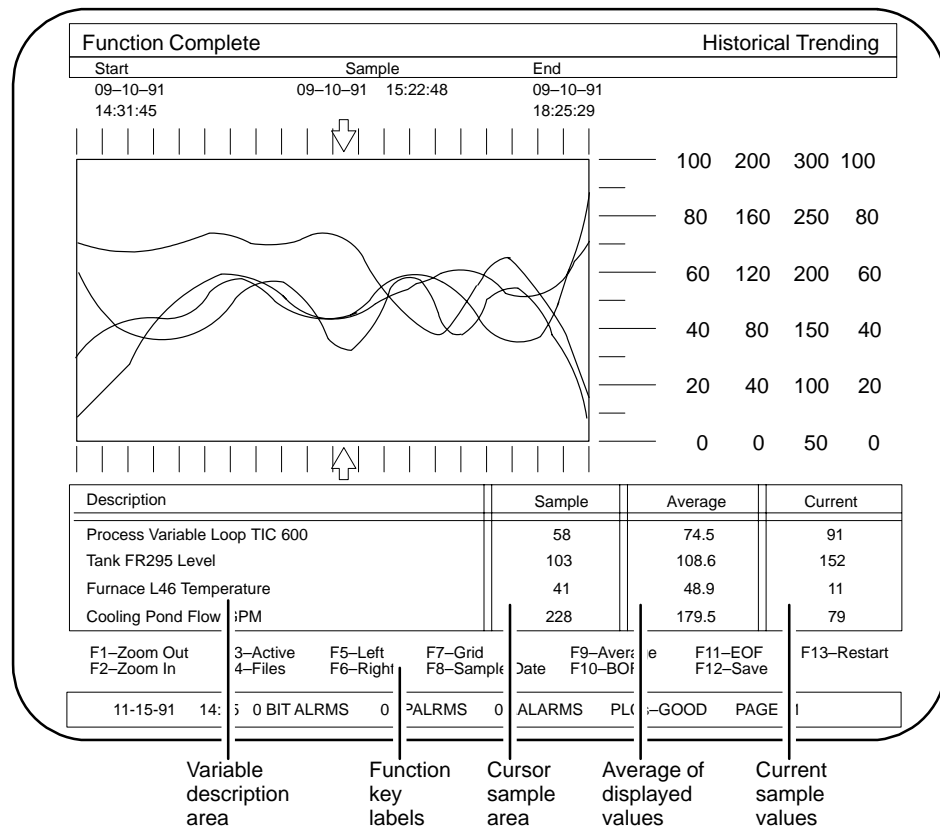 Function Complete Historical Trending
Start Sample End
09–10–91 09–10–91 15:22:48 09–10–91
14:31:45 18:25:29
100 200 300 100
80 160 250 80
60 120 200 60
40 80 150 40
20 40 100 20
0 0 50 0
Description Sample Average Current
Process Variable Loop TIC 600 58 74.5 91
Tank FR295 Level 103 108.6 152
Furnace L46 Temperature 41 48.9 11
Cooling Pond Flow GPM 228 179.5 79
F1–Zoom Out 3–Active F5–Left F7–Grid F9–Average F11–EOF F13–Restart
F2–Zoom In 4–Files F6–Right F8–Sample Date F10–BOF F12–Save
11-15-91 0 BIT ALRMS 0 PALRMS 0 ALARMS –GOOD PAGE
Variable description area
Function key labels
Cursor sample area
Average of displayed values
Current sample values